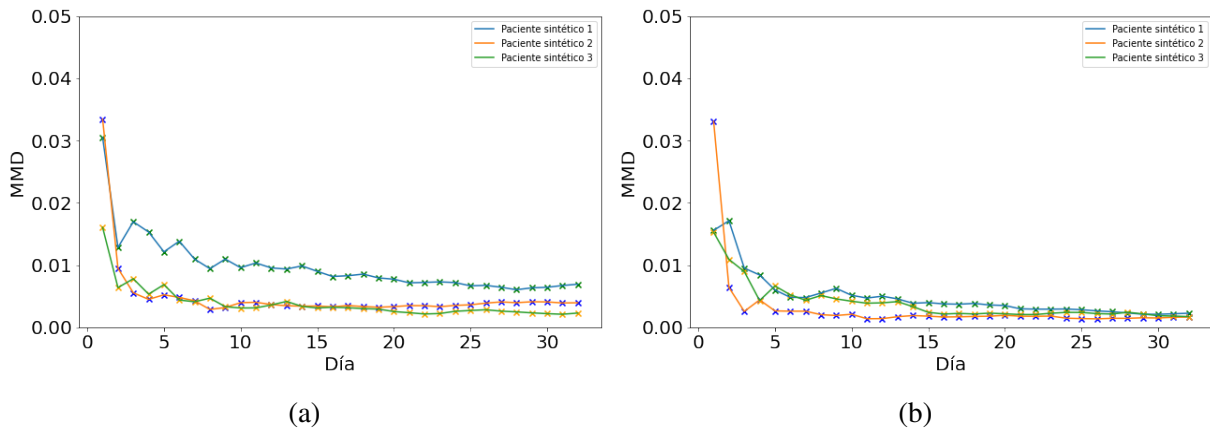 0.05
0.04
0.03
0.02
0.01
0.00
MMD
0 5 10 15 20 25 30
Día
Paciente sintético 1
Paciente sintético 2
Paciente sintético 3
(a)
0.05
0.04
0.03
0.02
0.01
0.00
MMD
0 5 10 15 20 25 30
Día
Paciente sintético 1
Paciente sintético 2
Paciente sintético 3
(b)